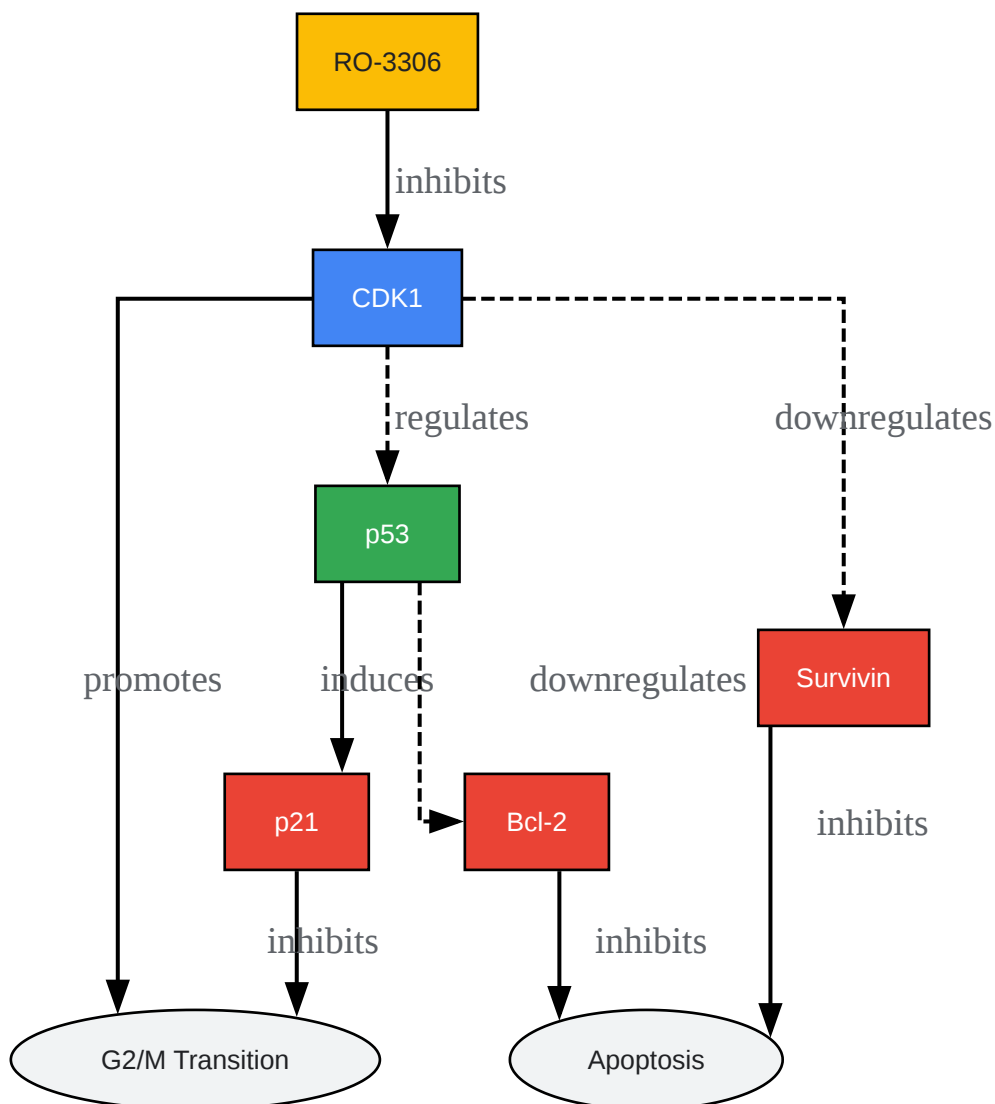 RO-3306
inhibits
CDK1
regulates
downregulates
p53
promotes
induces
downregulates
Survivin
p21
Bcl-2
inhibits
inhibits
inhibits
G2/M Transition
Apoptosis